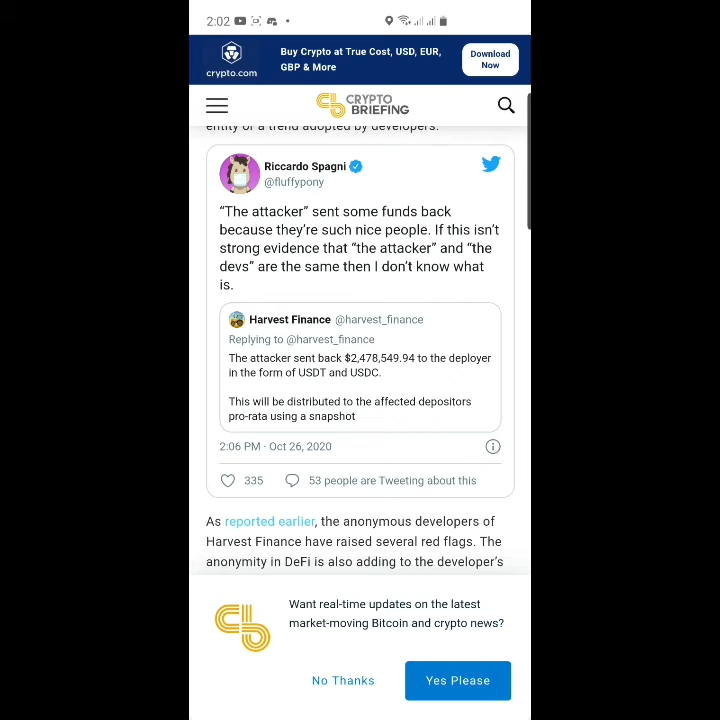 2:02
Buy Crypto at True Cost, USD, EUR,
GBP & More
crypto.com
Download
Now
CRYPTO
BRIEFING
entity or a trend adopted by developers.
Riccardo Spagni
@fluffypony
“The attacker” sent some funds back
because they’re such nice people. If this isn’t
strong evidence that “the attacker” and “the
devs” are the same then I don’t know what
is.
Harvest Finance @harvest_finance
Replying to @harvest_finance
The attacker sent back $2,478,549.94 to the deployer
in the form of USDT and USDC.
This will be distributed to the affected depositors
pro-rata using a snapshot
2:06 PM · Oct 26, 2020
335
53 people are Tweeting about this
As reported earlier, the anonymous developers of
Harvest Finance have raised several red flags. The
anonymity in DeFi is also adding to the developer’s
Want real-time updates on the latest
market-moving Bitcoin and crypto news?
No Thanks
Yes Please